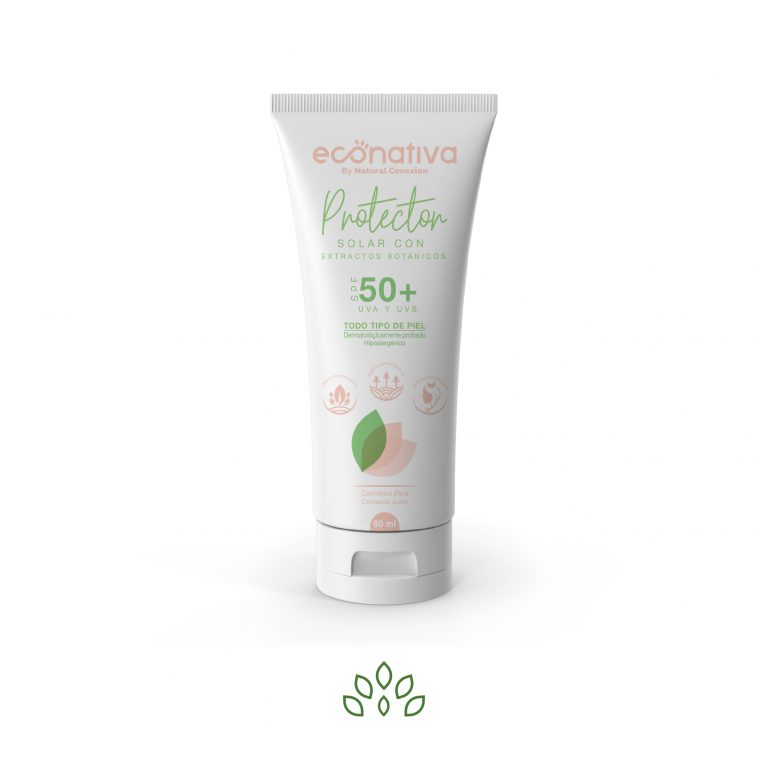 econativa
By Natural Conexion
Protector
SOLAR CON
EXTRACTOS BOTÁNICOS
SPF 50+
UVA Y UVB
TODO TIPO DE PIEL
Dermatológicamente probado
Hipoalergénico
Cosmética Ética
Comercio Justo
60 ml